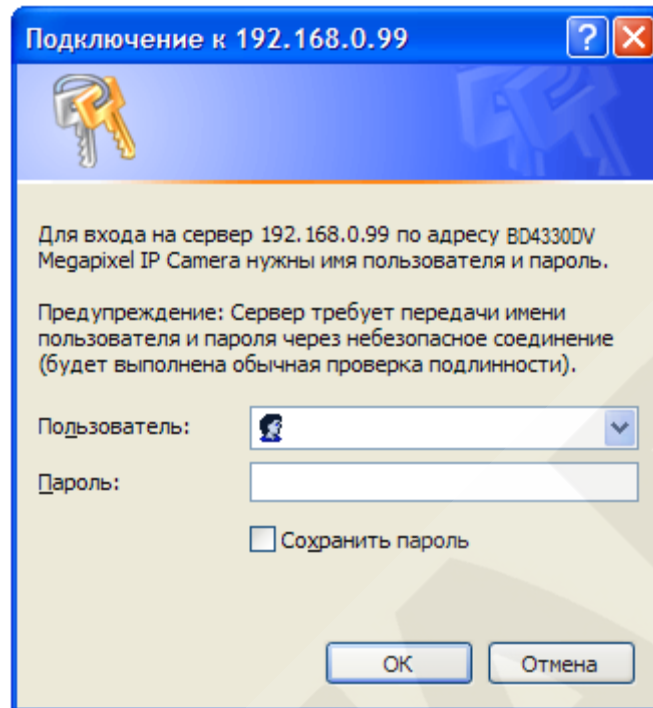 Подключение к 192.168.0.99
Для входа на сервер 192.168.0.99 по адресу BD4330DV
Megapixel IP Camera нужны имя пользователя и пароль.
Предупреждение: Сервер требует передачи имени
пользователя и пароля через небезопасное соединение
(будет выполнена обычная проверка подлинности).
Пользователь:
Пароль:
Сохранить пароль
ОК Отмена